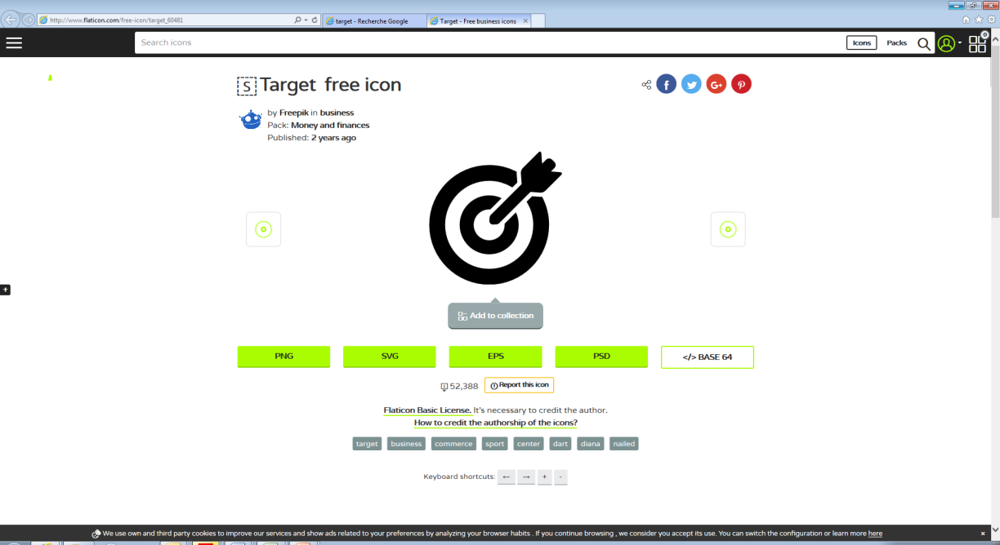 http://www.flaticon.com/free-icon/target_60481
target - Recherche Google
Target - Free business icons
Search icons
Icons
Packs
0
S Target free icon
by Freepik in business
Pack: Money and finances
Published: 2 years ago
Add to collection
PNG
SVG
EPS
PSD
</> BASE 64
52,388
Report this icon
Flaticon Basic License. It's necessary to credit the author.
How to credit the authorship of the icons?
target business commerce sport center dart diana nailed
Keyboard shortcuts: ← → + -
We use own and third party cookies to improve our services and show ads related to your preferences by analyzing your browser habits . If you continue browsing , we consider you accept its use. You can switch the configuration or learn more here